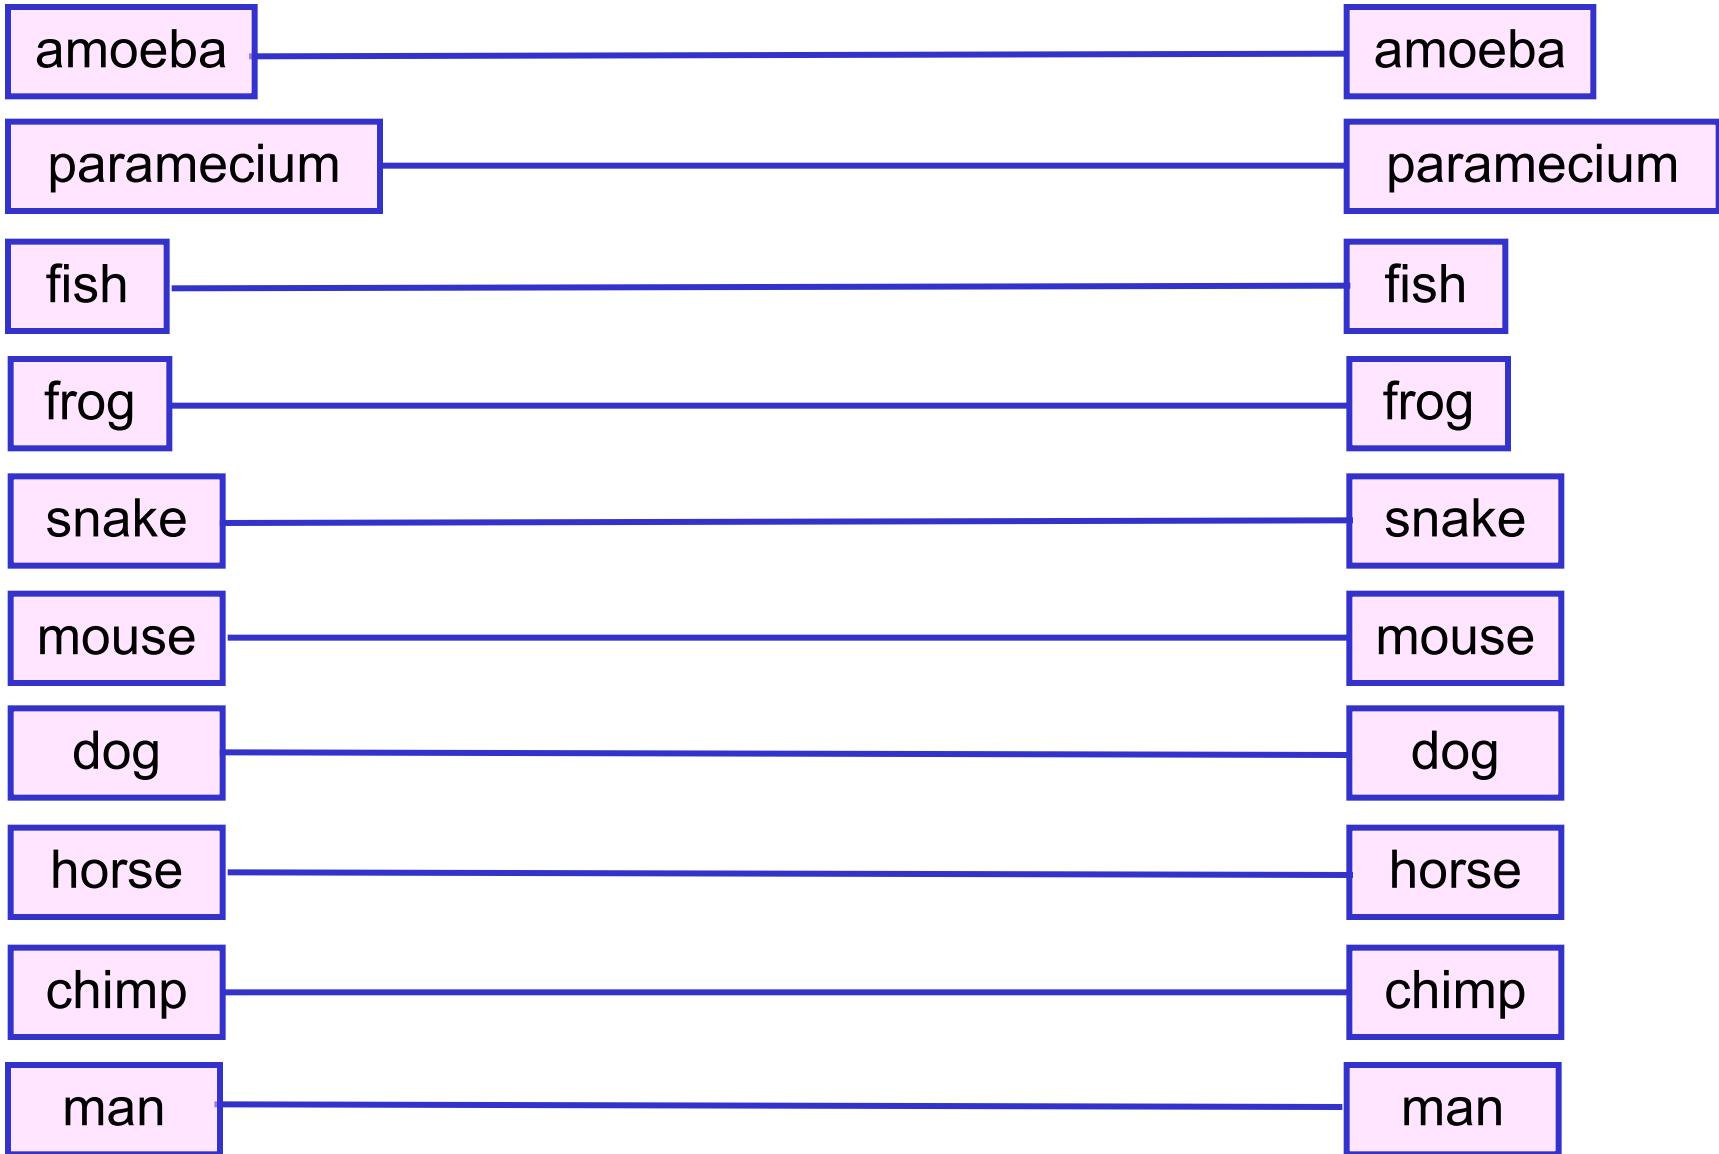 amoeba amoeba
paramecium paramecium
fish fish
frog frog
snake snake
mouse mouse
dog dog
horse horse
chimp chimp
man man